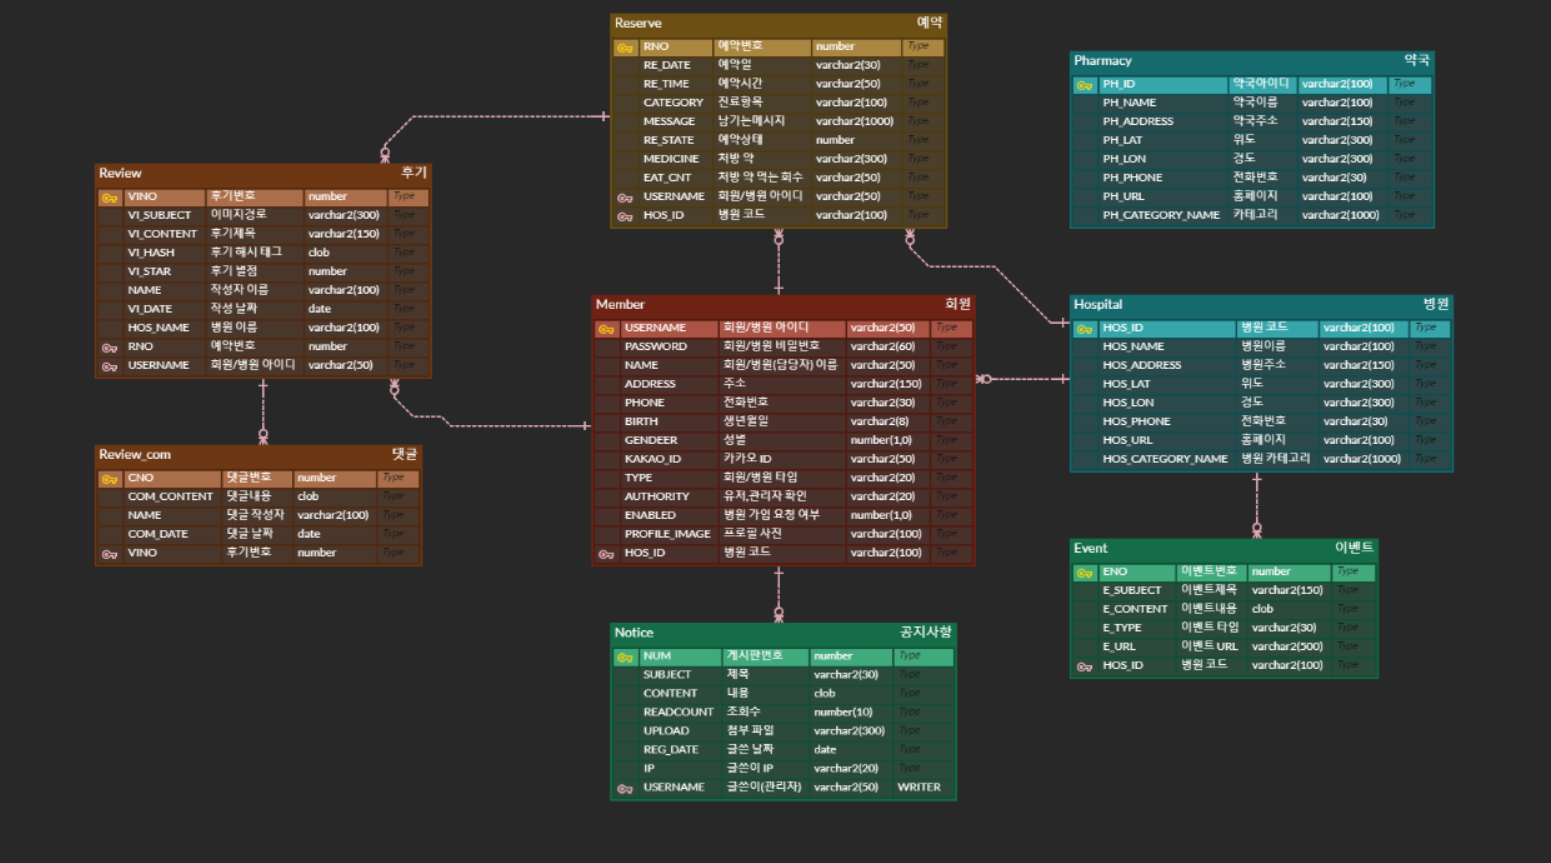 Reserve 예약
RNO 예약번호 number Type
RE_DATE 예약일 varchar2(30) Type
RE_TIME 예약시간 varchar2(50) Type
CATEGORY 진료항목 varchar2(100) Type
MESSAGE 남기는메시지 varchar2(1000) Type
RE_STATE 예약상태 number Type
MEDICINE 처방 약 varchar2(300) Type
EAT_CNT 처방 약 먹는 회수 varchar2(50) Type
USERNAME 회원/병원 아이디 varchar2(50) Type
HOS_ID 병원 코드 varchar2(100) Type
Pharmacy 약국
PH_ID 약국아이디 varchar2(100) Type
PH_NAME 약국이름 varchar2(100) Type
PH_ADDRESS 약국주소 varchar2(150) Type
PH_LAT 위도 varchar2(300) Type
PH_LON 경도 varchar2(300) Type
PH_PHONE 전화번호 varchar2(30) Type
PH_URL 홈페이지 varchar2(100) Type
PH_CATEGORY_NAME 카테고리 varchar2(1000) Type
Review 후기
VINO 후기번호 number Type
VI_SUBJECT 이미지경로 varchar2(300) Type
VI_CONTENT 후기제목 varchar2(150) Type
VI_HASH 후기 해시 태그 clob Type
VI_STAR 후기 별점 number Type
NAME 작성자 이름 varchar2(100) Type
VI_DATE 작성 날짜 date Type
HOS_NAME 병원 이름 varchar2(100) Type
RNO 예약번호 number Type
USERNAME 회원/병원 아이디 varchar2(50) Type
Member 회원
USERNAME 회원/병원 아이디 varchar2(50) Type
PASSWORD 회원/병원 비밀번호 varchar2(60) Type
NAME 회원/병원(담당자) 이름 varchar2(50) Type
ADDRESS 주소 varchar2(150) Type
PHONE 전화번호 varchar2(30) Type
BIRTH 생년월일 varchar2(8) Type
GENDEER 성별 number(1,0) Type
KAKAO_ID 카카오 ID varchar2(50) Type
TYPE 회원/병원 타입 varchar2(20) Type
AUTHORITY 유저,관리자 확인 varchar2(20) Type
ENABLED 병원 가입 요청 여부 number(1,0) Type
PROFILE_IMAGE 프로필 사진 varchar2(100) Type
HOS_ID 병원 코드 varchar2(100) Type
Hospital 병원
HOS_ID 병원 코드 varchar2(100) Type
HOS_NAME 병원이름 varchar2(100) Type
HOS_ADDRESS 병원주소 varchar2(150) Type
HOS_LAT 위도 varchar2(300) Type
HOS_LON 경도 varchar2(300) Type
HOS_PHONE 전화번호 varchar2(30) Type
HOS_URL 홈페이지 varchar2(100) Type
HOS_CATEGORY_NAME 병원 카테고리 varchar2(1000) Type
Review_com 댓글
CNO 댓글번호 number Type
COM_CONTENT 댓글내용 clob Type
NAME 댓글 작성자 varchar2(100) Type
COM_DATE 댓글 날짜 date Type
VINO 후기번호 number Type
Event 이벤트
ENO 이벤트번호 number Type
E_SUBJECT 이벤트제목 varchar2(150) Type
E_CONTENT 이벤트내용 clob Type
E_TYPE 이벤트 타입 varchar2(30) Type
E_URL 이벤트 URL varchar2(500) Type
HOS_ID 병원 코드 varchar2(100) Type
Notice 공지사항
NUM 게시판번호 number Type
SUBJECT 제목 varchar2(30) Type
CONTENT 내용 clob Type
READCOUNT 조회수 number(10) Type
UPLOAD 첨부 파일 varchar2(300) Type
REG_DATE 글쓴 날짜 date Type
IP 글쓴이 IP varchar2(20) Type
USERNAME 글쓴이(관리자) varchar2(50) WRITER